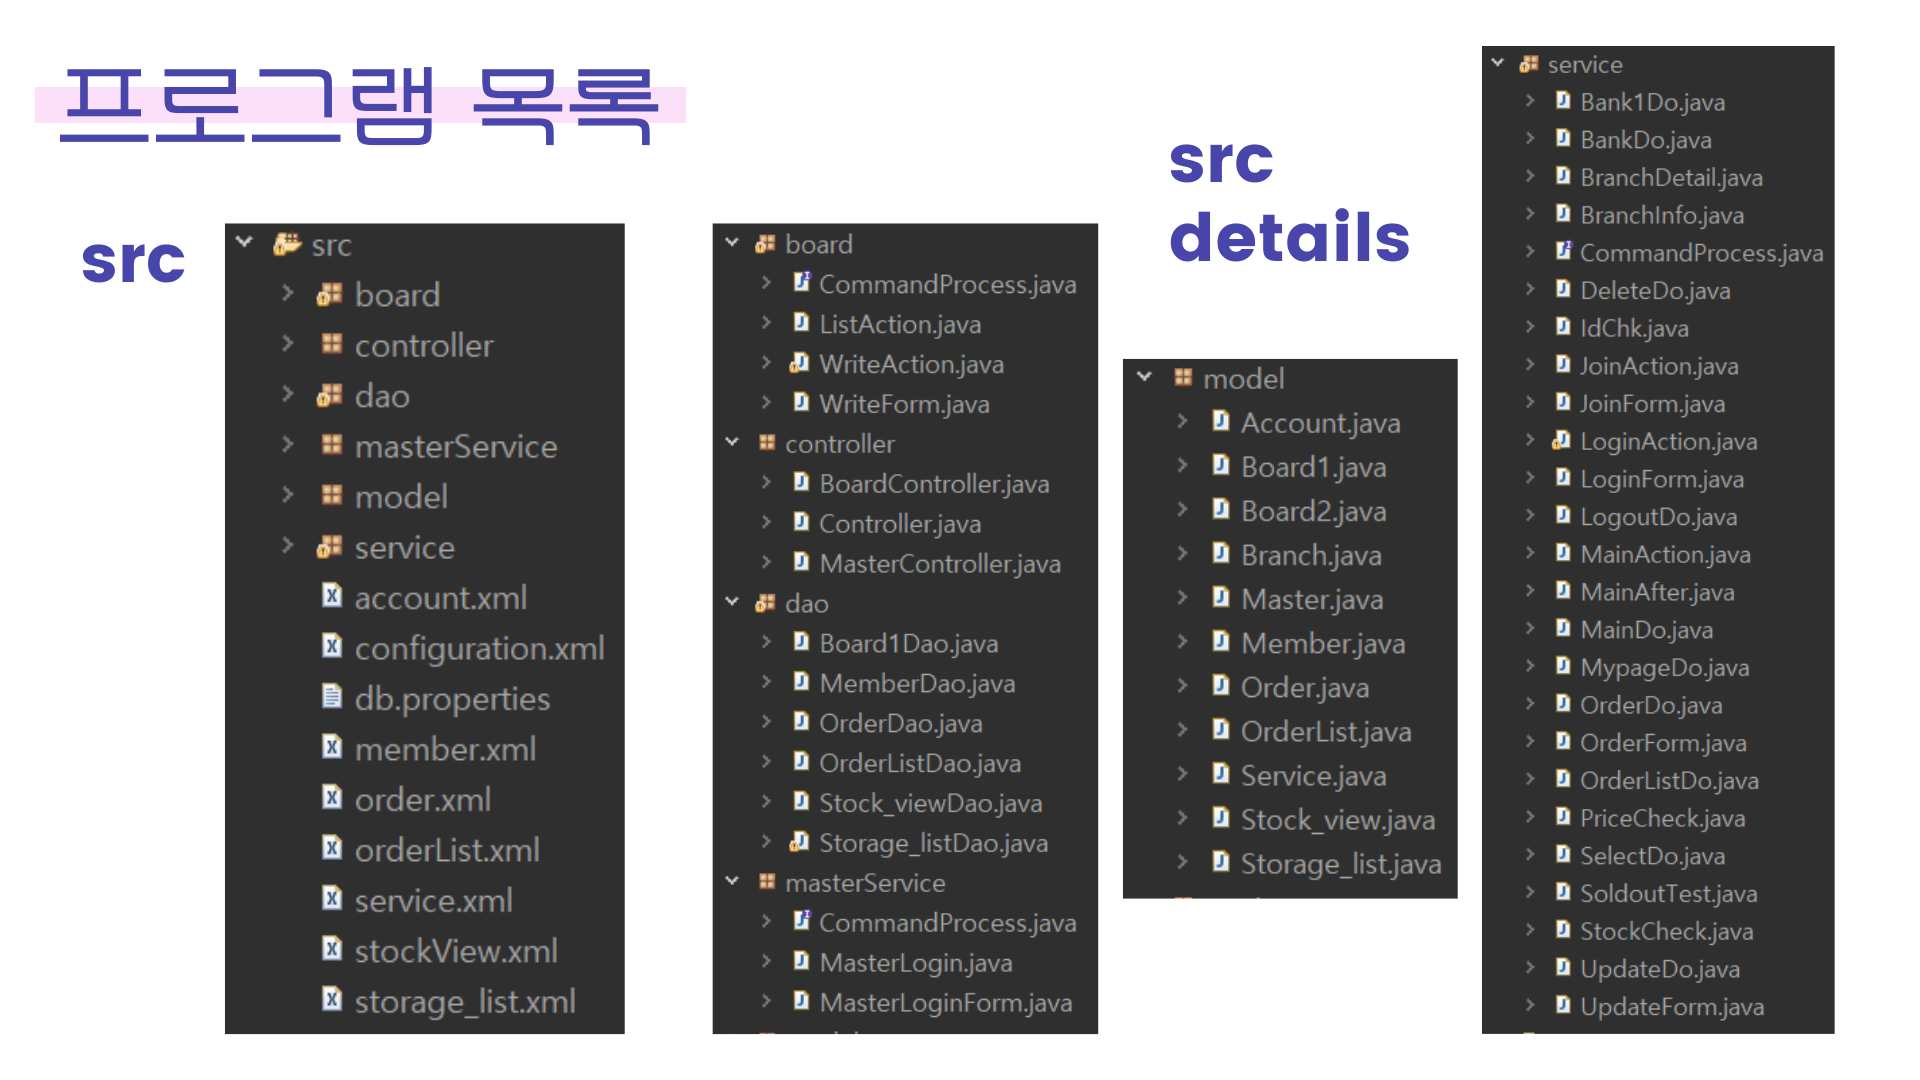 프로그램 목록
src
src
board
controller
dao
masterService
model
service
account.xml
configuration.xml
db.properties
member.xml
order.xml
orderList.xml
service.xml
stockView.xml
storage_list.xml
board
CommandProcess.java
ListAction.java
WriteAction.java
WriteForm.java
controller
BoardController.java
Controller.java
MasterController.java
dao
Board1Dao.java
MemberDao.java
OrderDao.java
OrderListDao.java
Stock_viewDao.java
Storage_listDao.java
masterService
CommandProcess.java
MasterLogin.java
MasterLoginForm.java
src
details
model
Account.java
Board1.java
Board2.java
Branch.java
Master.java
Member.java
Order.java
OrderList.java
Service.java
Stock_view.java
Storage_list.java
service
Bank1Do.java
BankDo.java
BranchDetail.java
BranchInfo.java
CommandProcess.java
DeleteDo.java
IdChk.java
JoinAction.java
JoinForm.java
LoginAction.java
LoginForm.java
LogoutDo.java
MainAction.java
MainAfter.java
MainDo.java
MypageDo.java
OrderDo.java
OrderForm.java
OrderListDo.java
PriceCheck.java
SelectDo.java
SoldoutTest.java
StockCheck.java
UpdateDo.java
UpdateForm.java